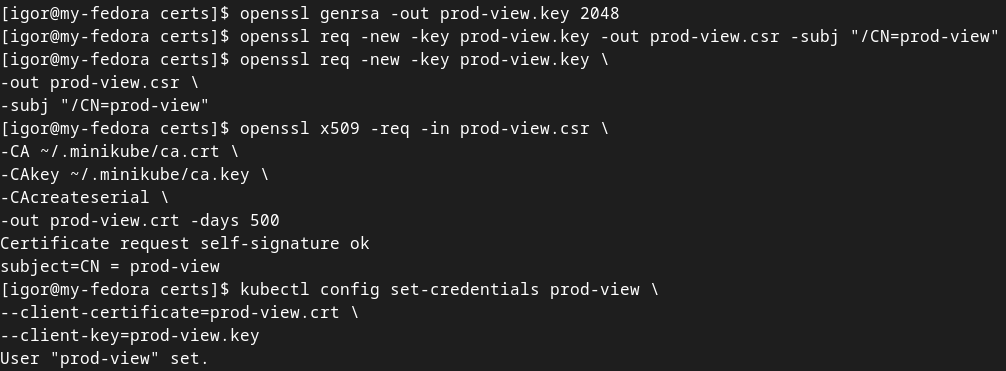 [igor@my-fedora certs]$ openssl genrsa -out prod-view.key 2048
[igor@my-fedora certs]$ openssl req -new -key prod-view.key -out prod-view.csr -subj "/CN=prod-view"
[igor@my-fedora certs]$ openssl req -new -key prod-view.key \
-out prod-view.csr \
-subj "/CN=prod-view"
[igor@my-fedora certs]$ openssl x509 -req -in prod-view.csr \
-CA ~/.minikube/ca.crt \
-CAkey ~/.minikube/ca.key \
-CAcreateserial \
-out prod-view.crt -days 500
Certificate request self-signature ok
subject=CN = prod-view
[igor@my-fedora certs]$ kubectl config set-credentials prod-view \
--client-certificate=prod-view.crt \
--client-key=prod-view.key
User "prod-view" set.